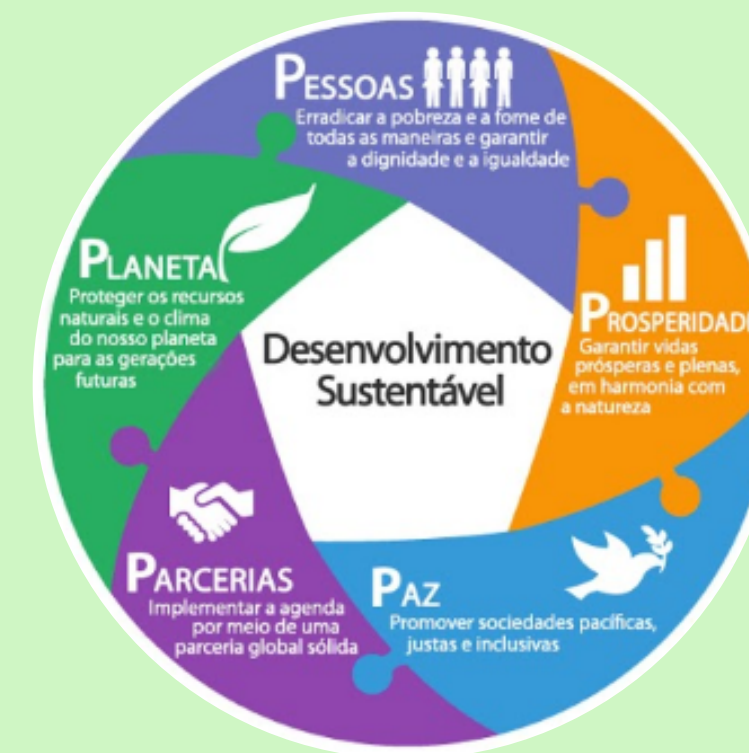 PESSOAS
Erradicar a pobreza e a fome de
todas as maneiras e garantir
a dignidade e a igualdade
PROSPERIDADE
Garantir vidas
prósperas e plenas,
em harmonia com
a natureza
PAZ
Promover sociedades pacíficas,
justas e inclusivas
PARCERIAS
Implementar a agenda
por meio de uma
parceria global sólida
PLANETA
Proteger os recursos
naturais e o clima
do nosso planeta
para as gerações
futuras
Desenvolvimento
Sustentável